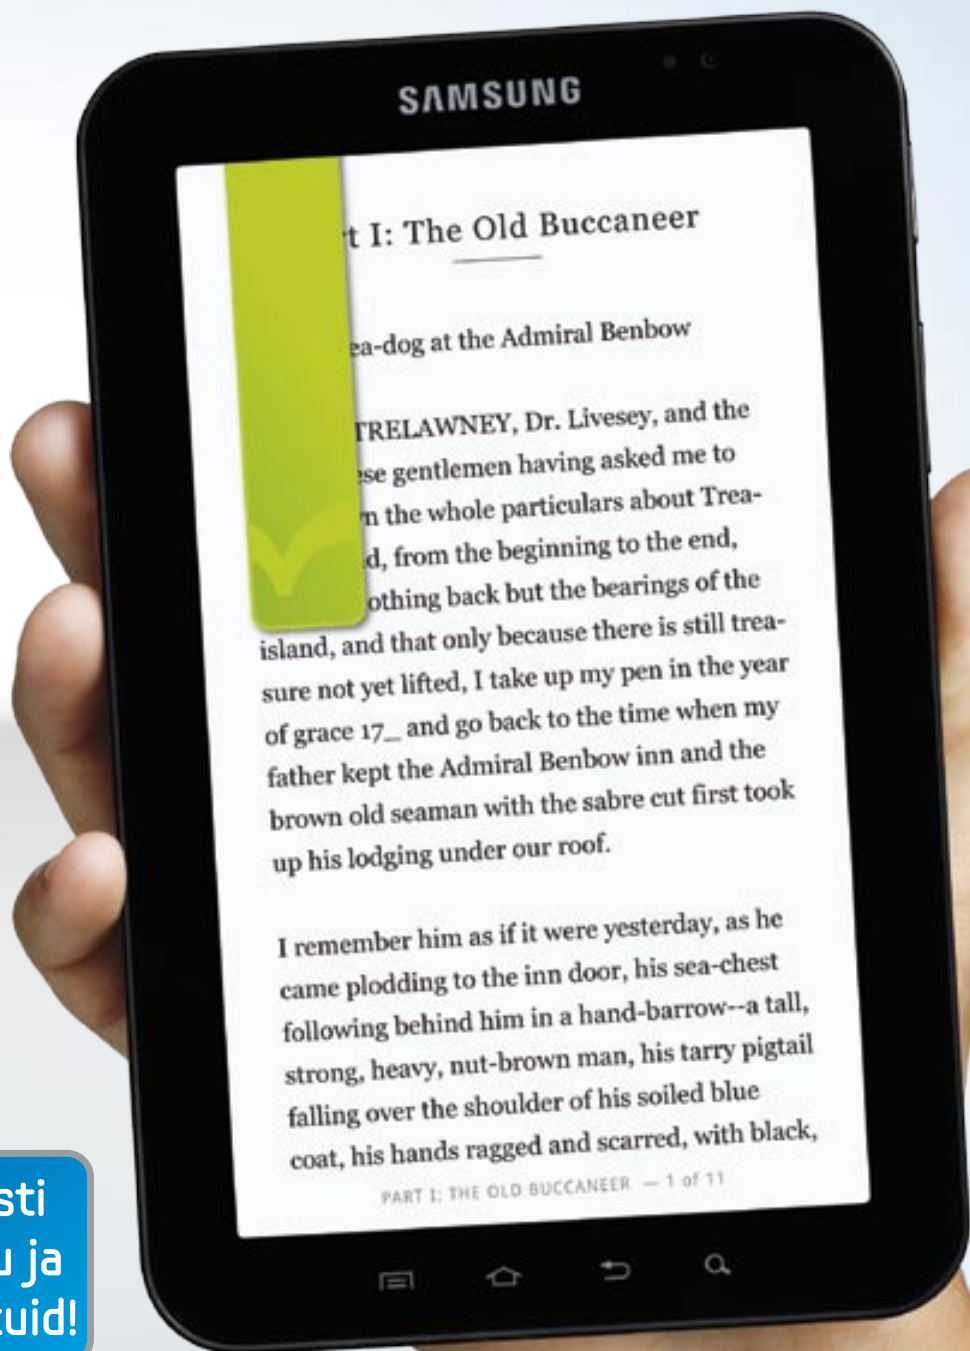 SAMSUNG
t I: The Old Buccaneer
ea-dog at the Admiral Benbow
TRELAWNEY, Dr. Livesey, and the
se gentlemen having asked me to
n the whole particulars about Trea-
d, from the beginning to the end,
othing back but the bearings of the
island, and that only because there is still trea-
sure not yet lifted, I take up my pen in the year
of grace 17_ and go back to the time when my
father kept the Admiral Benbow inn and the
brown old seaman with the sabre cut first took
up his lodging under our roof.
I remember him as if it were yesterday, as he
came plodding to the inn door, his sea-chest
following behind him in a hand-barrow--a tall,
strong, heavy, nut-brown man, his tarry pigtail
falling over the shoulder of his soiled blue
coat, his hands ragged and scarred, with black,
PART I: THE OLD BUCCANEER — 1 of 11
sti
u ja
tuid!